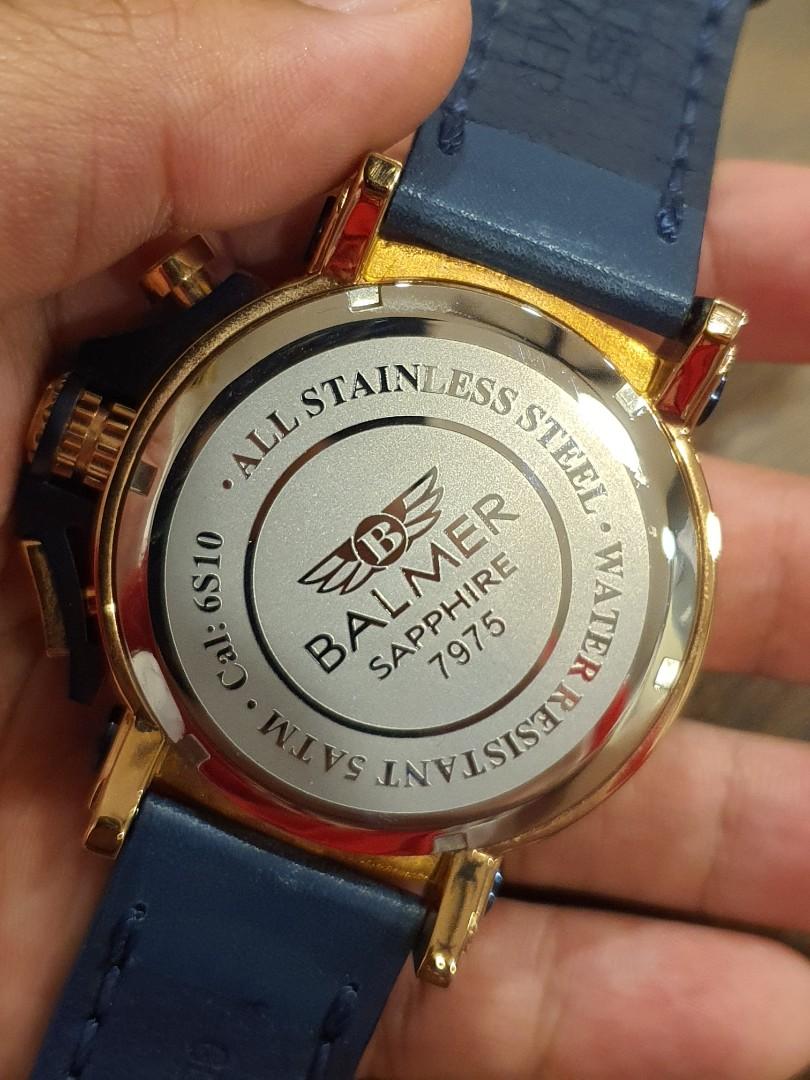 • ALL STAINLESS STEEL • WATER RESISTANT 5ATM • Cal: 6S10
B
BALMER
SAPPHIRE
7975